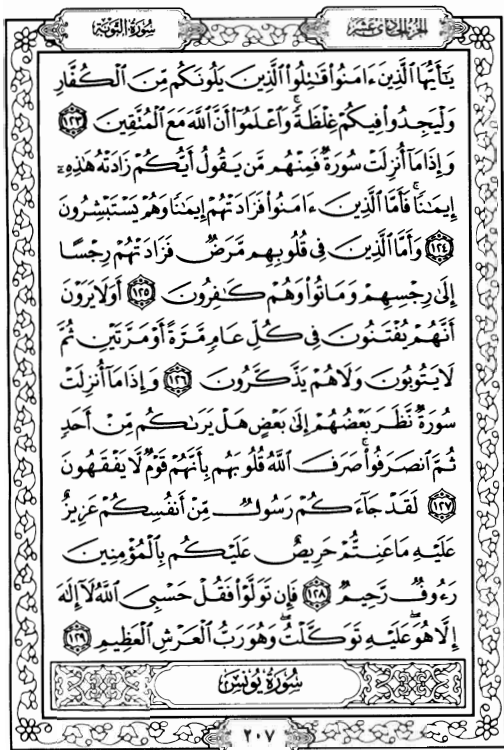 الجزء الحادي عشر
سورة التوبة
يَٰٓأَيُّهَا ٱلَّذِينَ ءَامَنُوا۟ قَٰتِلُوا۟ ٱلَّذِينَ يَلُونَكُم مِّنَ ٱلْكُفَّارِ
وَلْيَجِدُوا۟ فِيكُمْ غِلْظَةً ۚ وَٱعْلَمُوٓا۟ أَنَّ ٱللَّهَ مَعَ ٱلْمُتَّقِينَ ١٢٣
وَإِذَا مَآ أُنزِلَتْ سُورَةٌ فَمِنْهُم مَّن يَقُولُ أَيُّكُمْ زَادَتْهُ هَٰذِهِۦٓ
إِيمَٰنًا ۚ فَأَمَّا ٱلَّذِينَ ءَامَنُوا۟ فَزَادَتْهُمْ إِيمَٰنًا وَهُمْ يَسْتَبْشِرُونَ
١٢٤ وَأَمَّا ٱلَّذِينَ فِى قُلُوبِهِم مَّرَضٌ فَزَادَتْهُمْ رِجْسًا
إِلَىٰ رِجْسِهِمْ وَمَاتُوا۟ وَهُمْ كَٰفِرُونَ ١٢٥ أَوَلَا يَرَوْنَ
أَنَّهُمْ يُفْتَنُونَ فِى كُلِّ عَامٍ مَّرَّةً أَوْ مَرَّتَيْنِ ثُمَّ
لَا يَتُوبُونَ وَلَا هُمْ يَذَّكَّرُونَ ١٢٦ وَإِذَا مَآ أُنزِلَتْ
سُورَةٌ نَّظَرَ بَعْضُهُمْ إِلَىٰ بَعْضٍ هَلْ يَرَىٰكُم مِّنْ أَحَدٍ
ثُمَّ ٱنصَرَفُوا۟ ۚ صَرَفَ ٱللَّهُ قُلُوبَهُم بِأَنَّهُمْ قَوْمٌ لَّا يَفْقَهُونَ
١٢٧ لَقَدْ جَآءَكُمْ رَسُولٌ مِّنْ أَنفُسِكُمْ عَزِيزٌ
عَلَيْهِ مَا عَنِتُّمْ حَرِيصٌ عَلَيْكُم بِٱلْمُؤْمِنِينَ
رَءُوفٌ رَّحِيمٌ ١٢٨ فَإِن تَوَلَّوْا۟ فَقُلْ حَسْبِىَ ٱللَّهُ لَآ إِلَٰهَ
إِلَّا هُوَ ۖ عَلَيْهِ تَوَكَّلْتُ ۖ وَهُوَ رَبُّ ٱلْعَرْشِ ٱلْعَظِيمِ ١٢٩
سُورَةُ يُونُسَ
٢٠٧